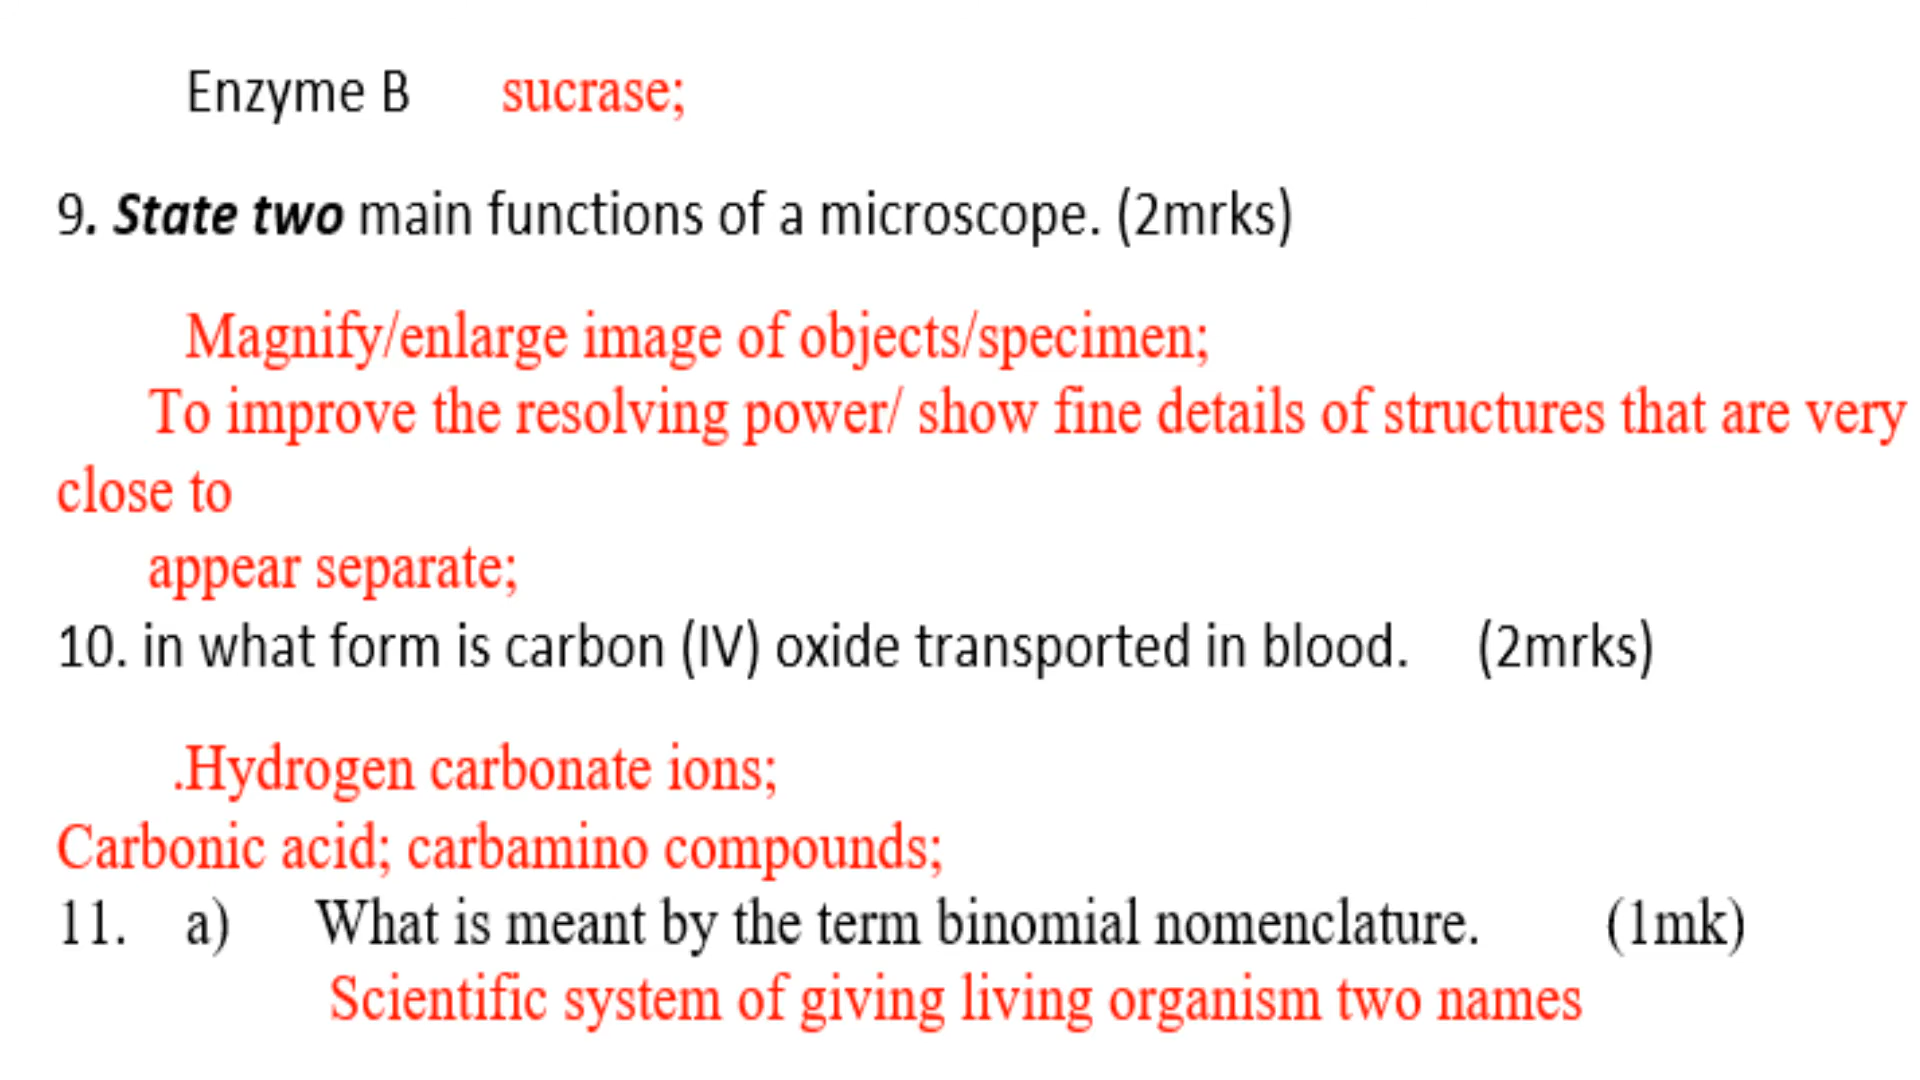 Enzyme B sucrase;
9. State two main functions of a microscope. (2mrks)
Magnify/enlarge image of objects/specimen;
To improve the resolving power/ show fine details of structures that are very
close to
appear separate;
10. in what form is carbon (IV) oxide transported in blood. (2mrks)
.Hydrogen carbonate ions;
Carbonic acid; carbamino compounds;
11. a) What is meant by the term binomial nomenclature. (1mk)
Scientific system of giving living organism two names